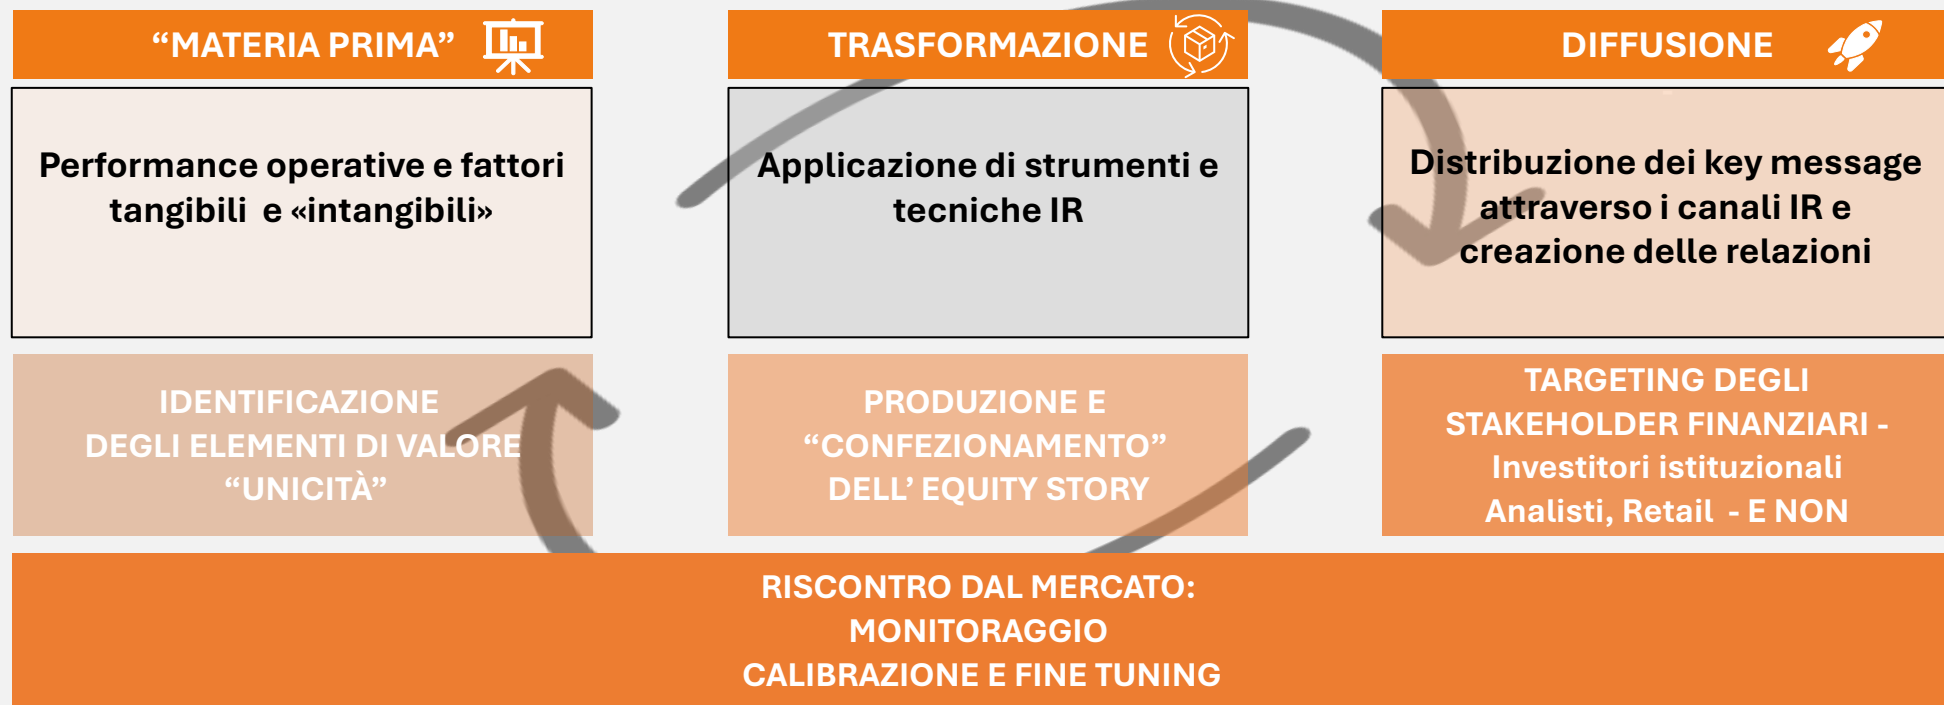 “MATERIA PRIMA”
Performance operative e fattori
tangibili e «intangibili»
IDENTIFICAZIONE
DEGLI ELEMENTI DI VALORE
“UNICITÀ”
TRASFORMAZIONE
Applicazione di strumenti e
tecniche IR
PRODUZIONE E
“CONFEZIONAMENTO”
DELL’ EQUITY STORY
DIFFUSIONE
Distribuzione dei key message
attraverso i canali IR e
creazione delle relazioni
TARGETING DEGLI
STAKEHOLDER FINANZIARI -
Investitori istituzionali
Analisti, Retail - E NON
RISCONTRO DAL MERCATO:
MONITORAGGIO
CALIBRAZIONE E FINE TUNING